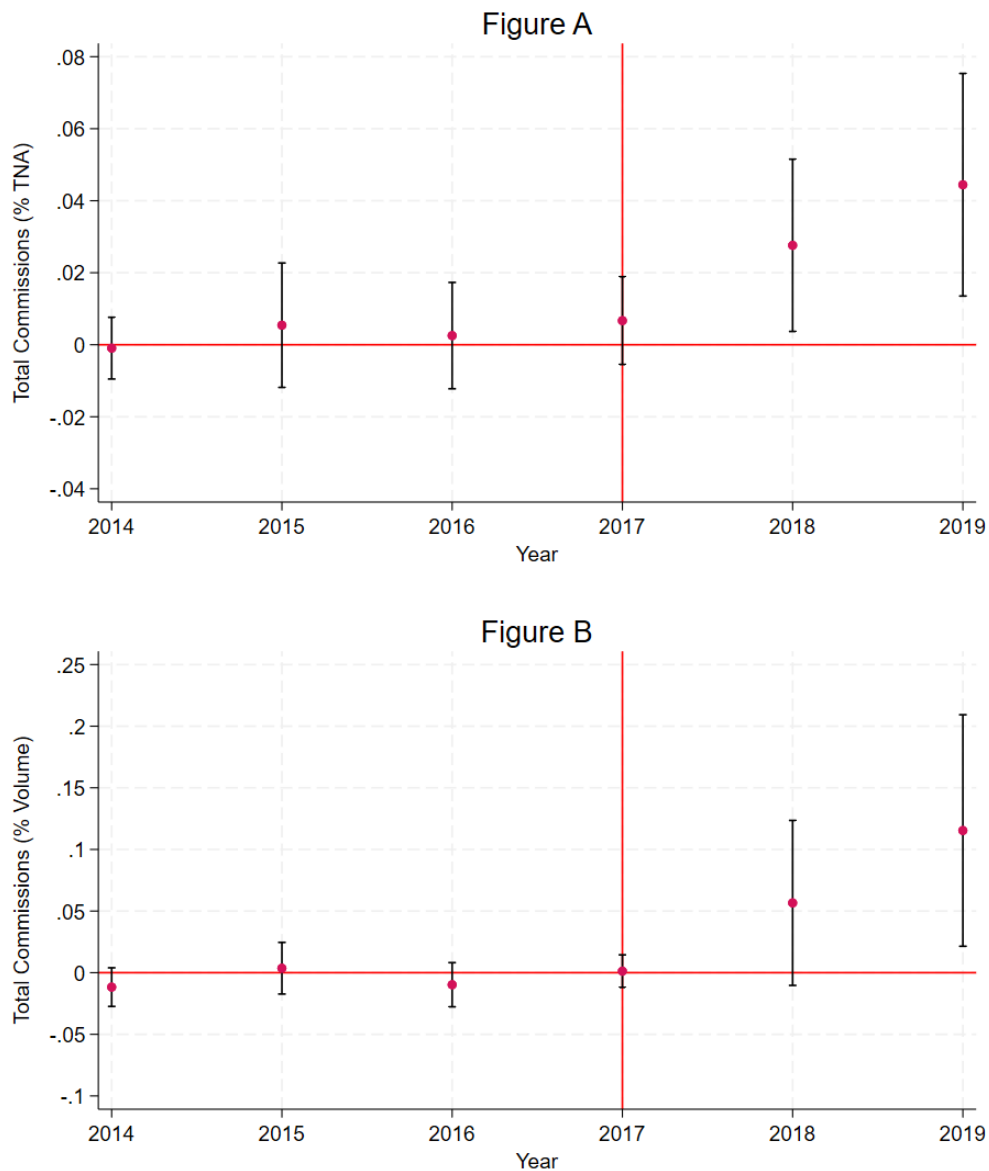 Figure A
Total Commissions (% TNA)
.08
.06
.04
.02
0
-.02
-.04
2014 2015 2016 2017 2018 2019
Year
Figure B
Total Commissions (% Volume)
.25
.2
.15
.1
.05
0
-.05
-.1
2014 2015 2016 2017 2018 2019
Year